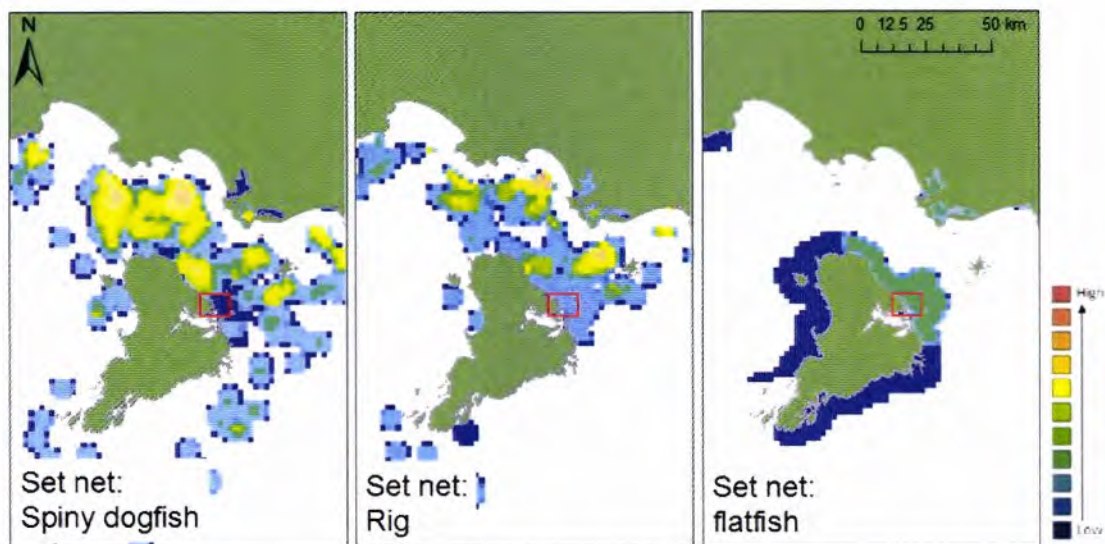 N
0 12.5 25 50 km
High
Low
Set net:
Spiny dogfish
Set net:
Rig
Set net:
flatfish